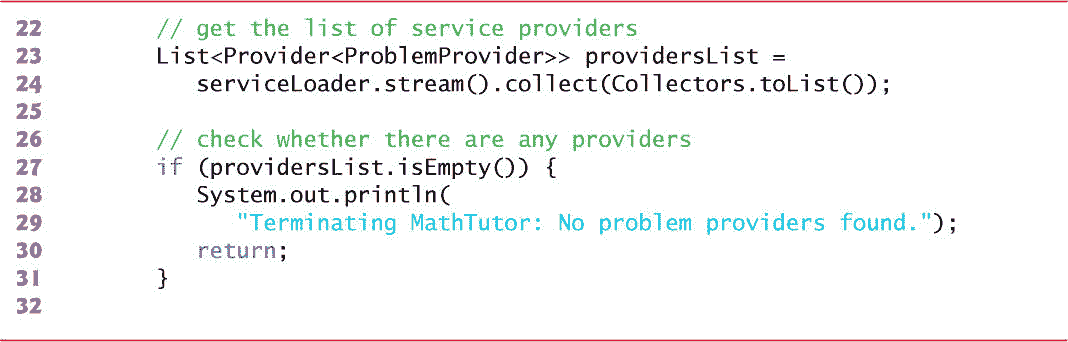 22 // get the list of service providers
23 List<Provider<ProblemProvider>> providersList =
24 serviceLoader.stream().collect(Collectors.toList());
25
26 // check whether there are any providers
27 if (providersList.isEmpty()) {
28 System.out.println(
29 "Terminating MathTutor: No problem providers found.");
30 return;
31 }
32